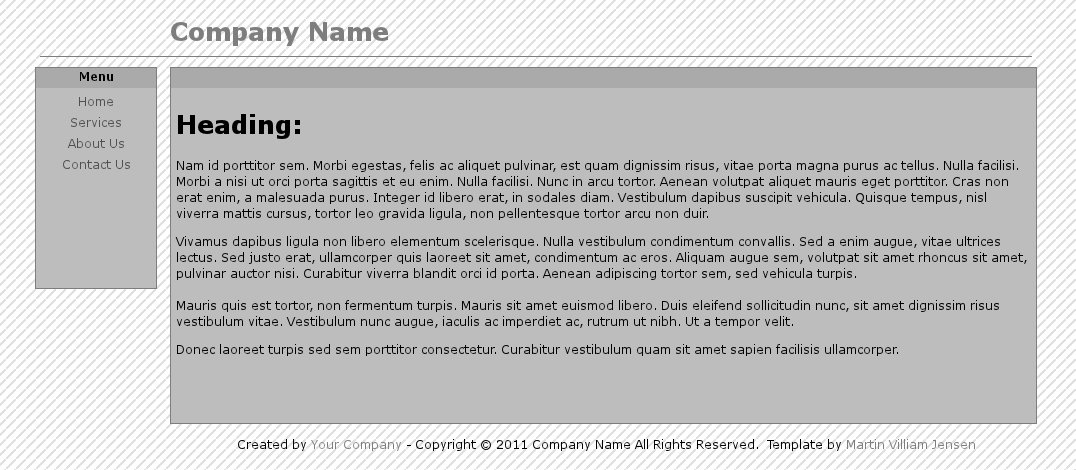 Company Name
Menu
Home
Services
About Us
Contact Us
Heading:
Nam id porttitor sem. Morbi egestas, felis ac aliquet pulvinar, est quam dignissim risus, vitae porta magna purus ac tellus. Nulla facilisi.
Morbi a nisi ut orci porta sagittis et eu enim. Nulla facilisi. Nunc in arcu tortor. Aenean volutpat aliquet mauris eget porttitor. Cras non
erat enim, a malesuada purus. Integer id libero erat, in sodales diam. Vestibulum dapibus suscipit vehicula. Quisque tempus, nisl
viverra mattis cursus, tortor leo gravida ligula, non pellentesque tortor arcu non duir.
Vivamus dapibus ligula non libero elementum scelerisque. Nulla vestibulum condimentum convallis. Sed a enim augue, vitae ultrices
lectus. Sed justo erat, ullamcorper quis laoreet sit amet, condimentum ac eros. Aliquam augue sem, volutpat sit amet rhoncus sit amet,
pulvinar auctor nisi. Curabitur viverra blandit orci id porta. Aenean adipiscing tortor sem, sed vehicula turpis.
Mauris quis est tortor, non fermentum turpis. Mauris sit amet euismod libero. Duis eleifend sollicitudin nunc, sit amet dignissim risus
vestibulum vitae. Vestibulum nunc augue, iaculis ac imperdiet ac, rutrum ut nibh. Ut a tempor velit.
Donec laoreet turpis sed sem porttitor consectetur. Curabitur vestibulum quam sit amet sapien facilisis ullamcorper.
Created by Your Company - Copyright © 2011 Company Name All Rights Reserved. Template by Martin Villiam Jensen